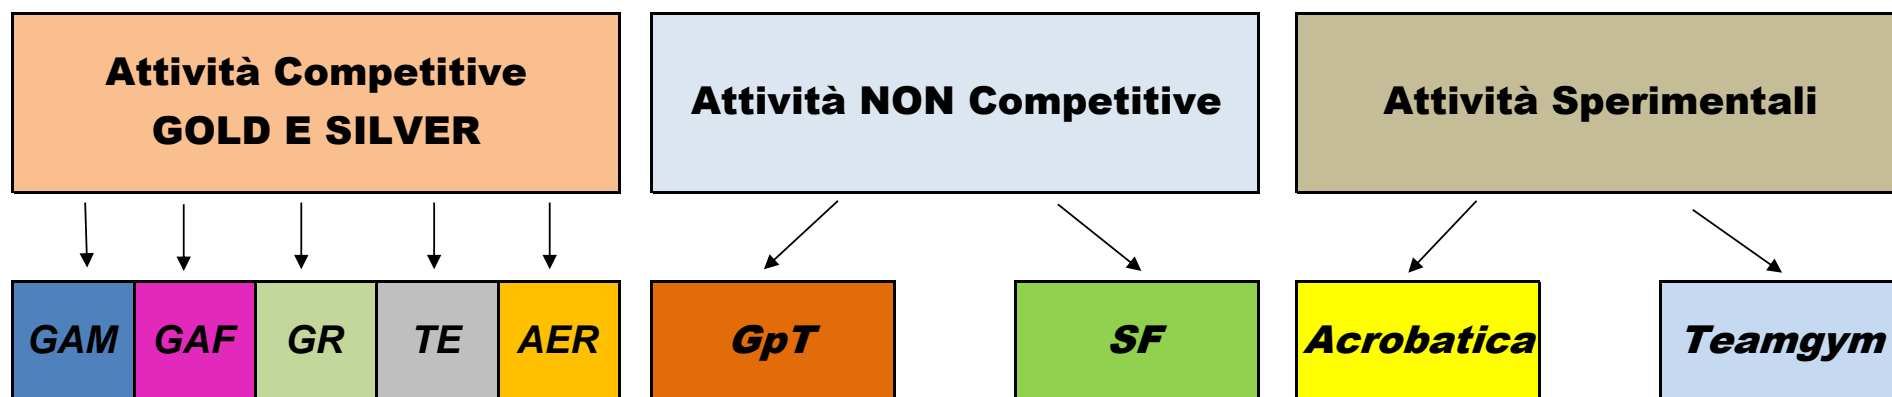 Attività Competitive
GOLD E SILVER
Attività NON Competitive
Attività Sperimentali
GAM
GAF
GR
TE
AER
GpT
SF
Acrobatica
Teamgym